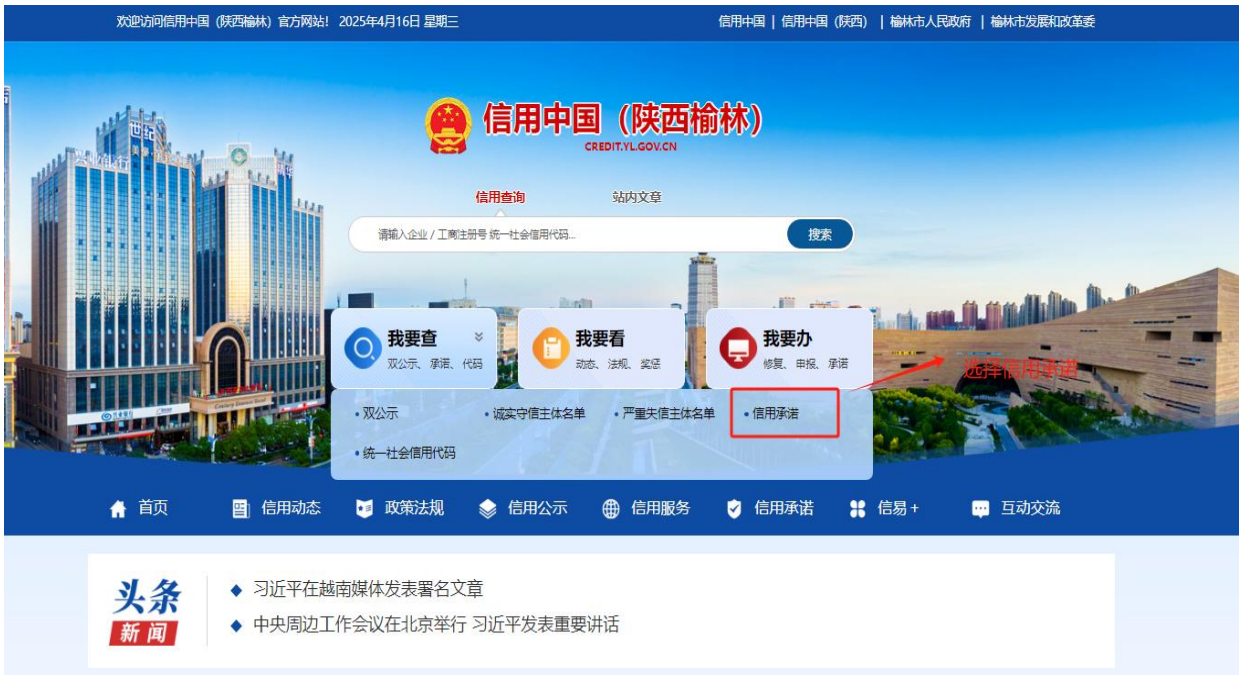 欢迎访问信用中国（陕西榆林）官方网站! 2025年4月16日 星期三
信用中国 | 信用中国（陕西） | 榆林市人民政府 | 榆林市发展和改革委
信用中国（陕西榆林）
CREDIT.YL.GOV.CN
信用查询 站内文章
请输入企业 / 工商注册号 统一社会信用代码...
搜索
世纪
兴业银行
我要查
双公示、承诺、代码
我要看
动态、法规、奖惩
我要办
修复、申报、承诺
选择信用承诺
• 双公示 • 诚实守信主体名单 • 严重失信主体名单 • 信用承诺
• 统一社会信用代码
首页 信用动态 政策法规 信用公示 信用服务 信用承诺 信易 + 互动交流
头条
新闻
◆ 习近平在越南媒体发表署名文章
◆ 中央周边工作会议在北京举行 习近平发表重要讲话